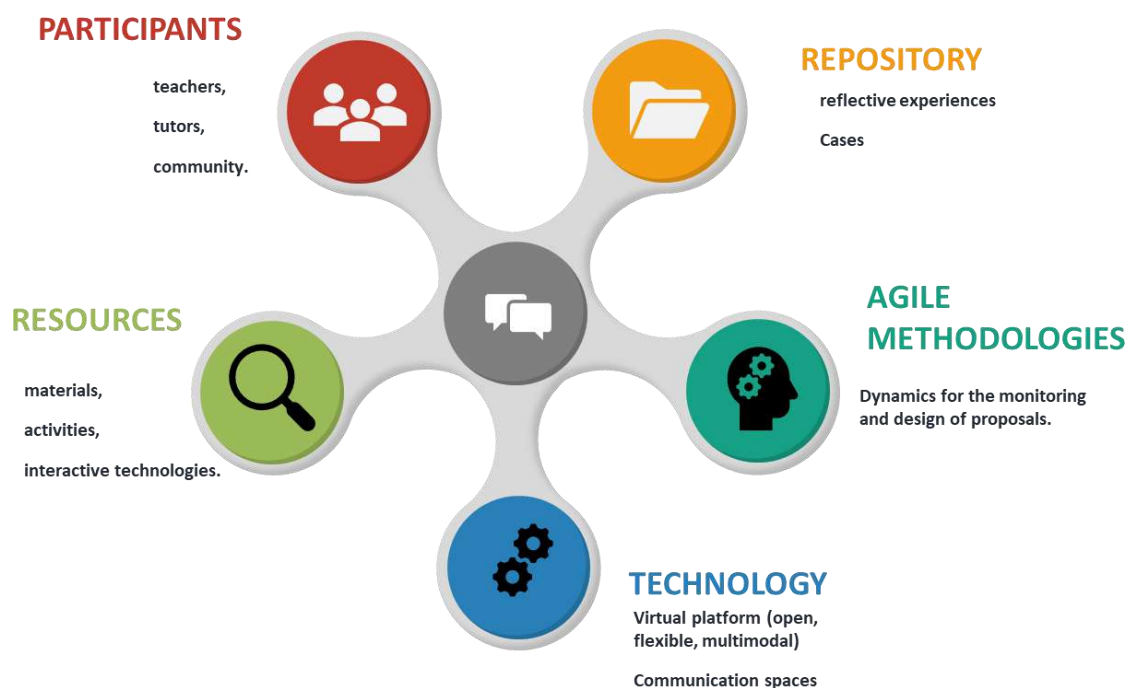 PARTICIPANTS
teachers,
tutors,
community.
REPOSITORY
reflective experiences
Cases
RESOURCES
materials,
activities,
interactive technologies.
AGILE
METHODOLOGIES
Dynamics for the monitoring
and design of proposals.
TECHNOLOGY
Virtual platform (open,
flexible, multimodal)
Communication spaces